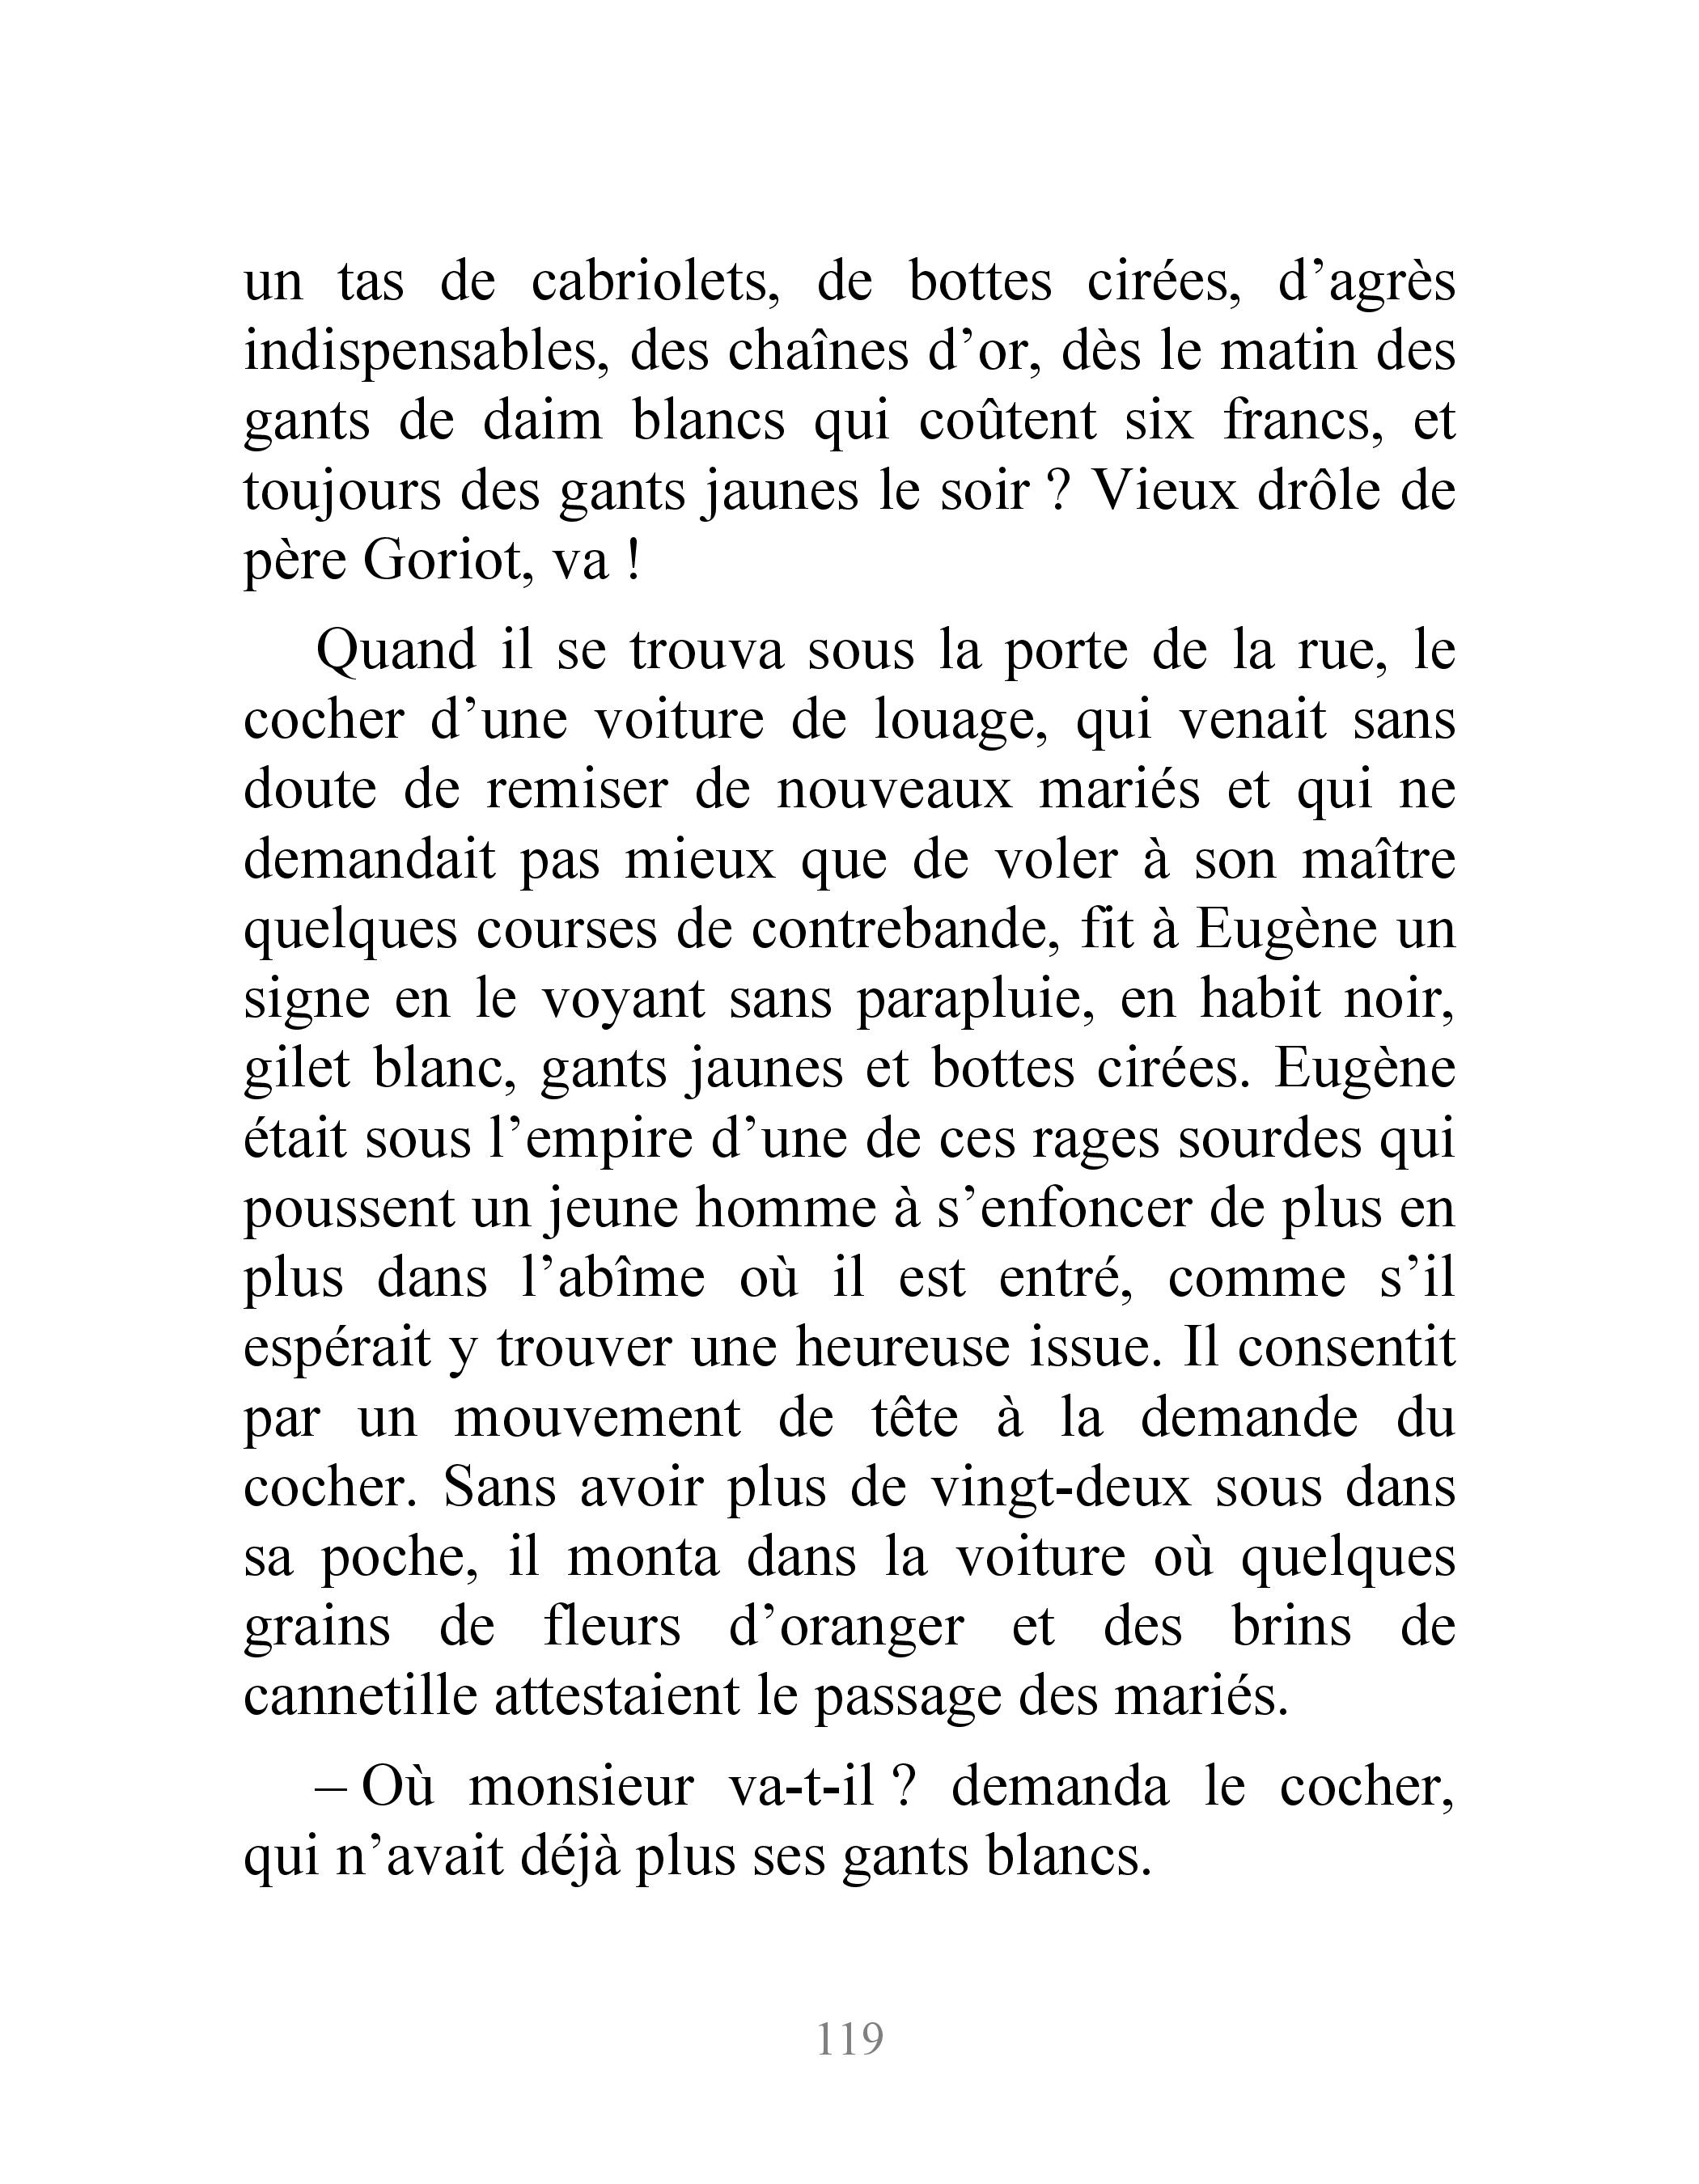 un tas de cabriolets, de bottes cirées, d’agrès
indispensables, des chaînes d’or, dès le matin des
gants de daim blancs qui coûtent six francs, et
toujours des gants jaunes le soir ? Vieux drôle de
père Goriot, va !
Quand il se trouva sous la porte de la rue, le
cocher d’une voiture de louage, qui venait sans
doute de remiser de nouveaux mariés et qui ne
demandait pas mieux que de voler à son maître
quelques courses de contrebande, fit à Eugène un
signe en le voyant sans parapluie, en habit noir,
gilet blanc, gants jaunes et bottes cirées. Eugène
était sous l’empire d’une de ces rages sourdes qui
poussent un jeune homme à s’enfoncer de plus en
plus dans l’abîme où il est entré, comme s’il
espérait y trouver une heureuse issue. Il consentit
par un mouvement de tête à la demande du
cocher. Sans avoir plus de vingt-deux sous dans
sa poche, il monta dans la voiture où quelques
grains de fleurs d’oranger et des brins de
cannetille attestaient le passage des mariés.
– Où monsieur va-t-il ? demanda le cocher,
qui n’avait déjà plus ses gants blancs.
119